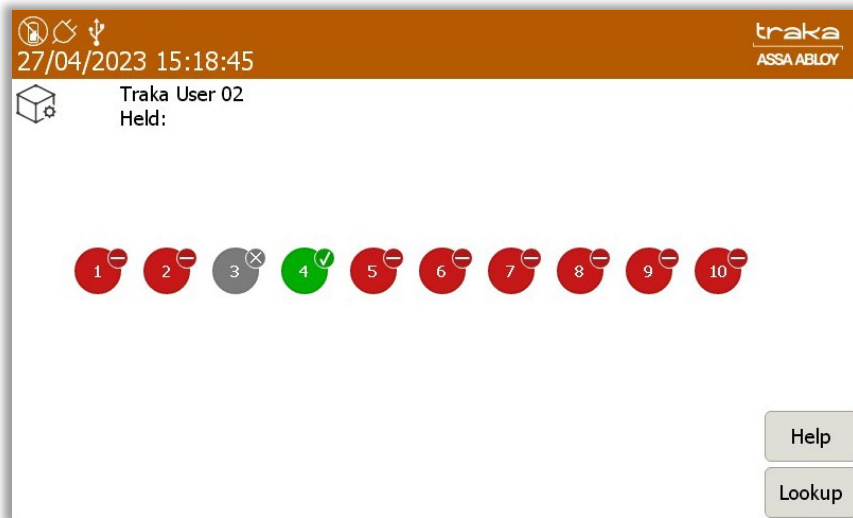 traka
27/04/2023 15:18:45
ASSA ABLOY
Traka User 02
Held:
1 2 3 4 5 6 7 8 9 10
Help
Lookup